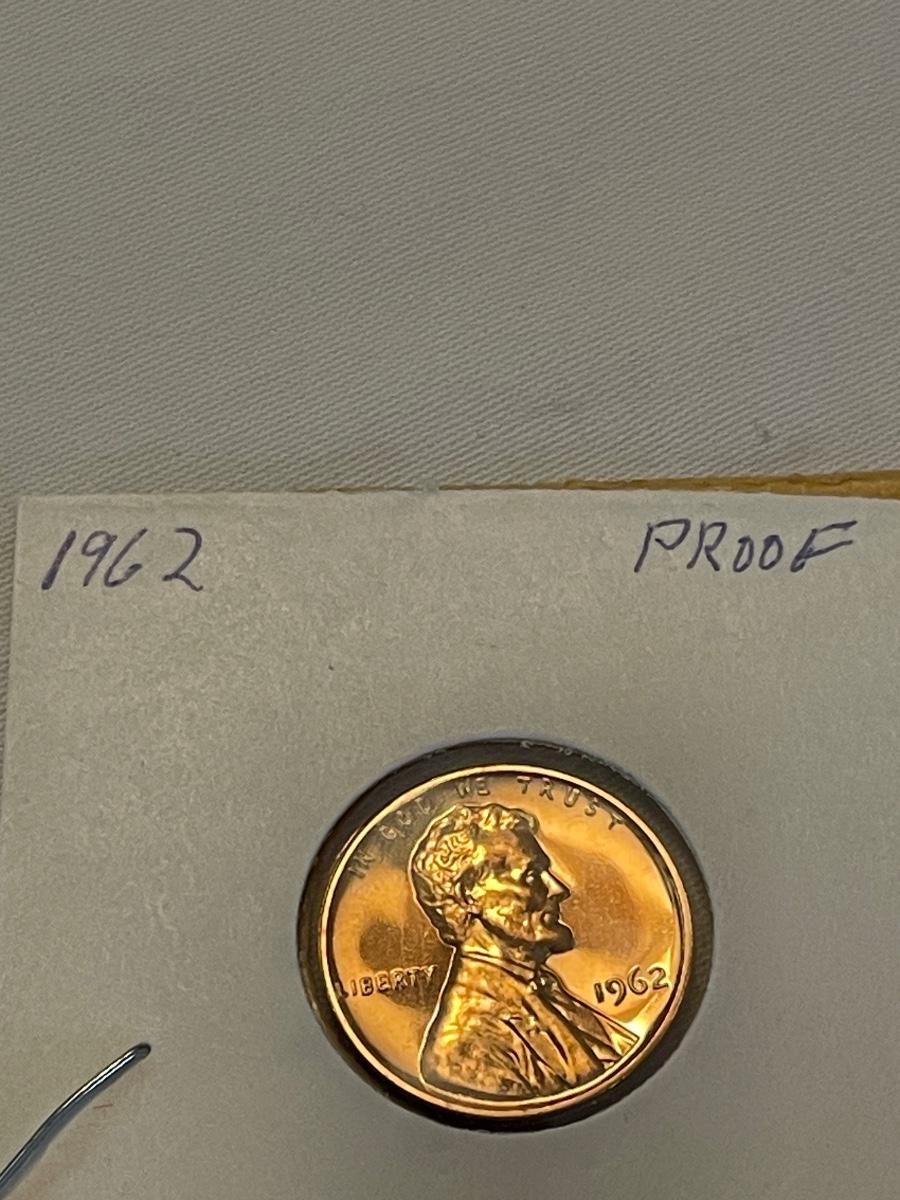 1962 PROOF
IN GOD WE TRUST
LIBERTY 1962